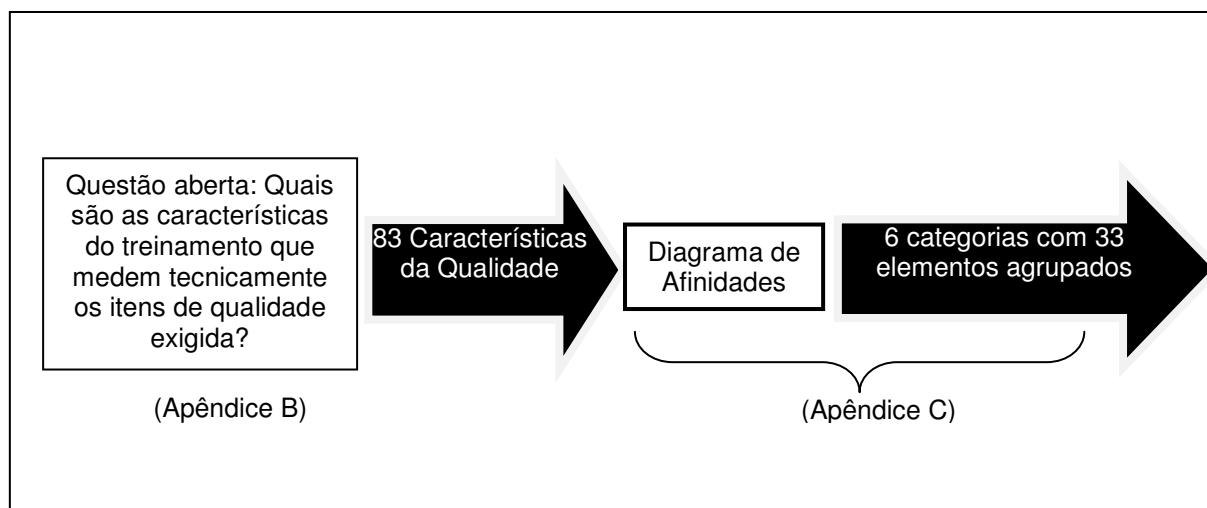 Questão aberta: Quais
são as características
do treinamento que
medem tecnicamente
os itens de qualidade
exigida?
(Apêndice B)
83 Características
da Qualidade
Diagrama de
Afinidades
6 categorias com 33
elementos agrupados
(Apêndice C)